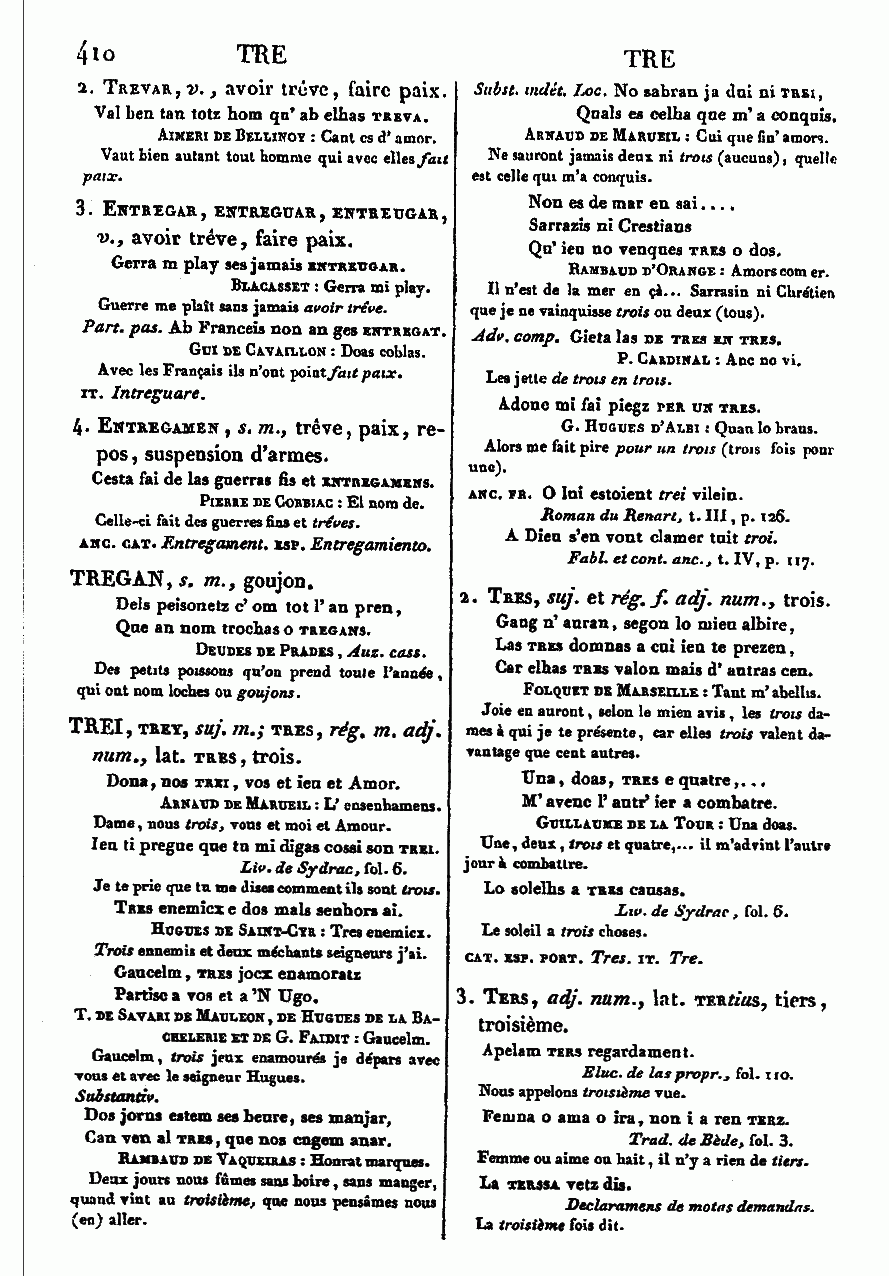 410 TRE TRE
2. TREVAR, v., avoir tréve, faire paix.
Val ben tan totz hom qu' ab elhas TREVA.
AIMERI DE BELLINOY : Cant es d' amor.
Vaut bien autant tout homme qui avec elles fait
paix.
3. ENTREGAR, ENTREGUAR, ENTREUGAR,
v., avoir tréve, faire paix.
Gerra m play ses jamais ENTREUGAR.
BLACASSET : Gerra mi play.
Guerre me plaît sans jamais avoir tréve.
Part. pas. Ab Franceis non an ges ENTREGAT.
GUI DE CAVAILLON : Doas coblas.
Avec les Français ils n'ont point fait paix.
IT. Intreguare.
4. ENTREGAMEN, s. m., trêve, paix, re-
pos, suspension d'armes.
Cesta fai de las guerras fis et ENTREGAMENS.
PIERRE DE CORBIAC : El nom de.
Celle-ci fait des guerres fins et tréves.
ANC. CAT. Entregament. ESP. Entregamiento.
TREGAN, s. m., goujon.
Dels peisonetz c' om tot l' an pren,
Que an nom trochas o TREGANS.
DEUDES DE PRADES, Auz. cass.
Des petits poissons qu'on prend toute l'année,
qui ont nom loches ou goujons.
TREI, TREY, suj. m.; TRES, rég. m. adj.
num., lat. TRES, trois.
Dona, nos TREI, vos et ieu et Amor.
ARNAUD DE MARUEIL : L' ensenhamens.
Dame, nous trois, vous et moi et Amour.
Ieu ti pregue que tu mi digas cossi son TREI.
Liv. de Sydrac, fol. 6.
Je te prie que tu me dises comment ils sont trois.
TRES enemicx e dos mals senhors ai.
HUGUES DE SAINT-CYR : Tres enemicx.
Trois ennemis et deux méchants seigneurs j'ai.
Gaucelm, TRES jocx enamoratz
Partisc a vos et a 'N Ugo.
T. DE SAVARI DE MAULEON, DE HUGUES DE LA BA-
CHELERIE ET DE G. FAIDIT : Gaucelm.
Gaucelm, trois jeux enamourés je dépars avec
vous et avec le seigneur Hugues.
Substantiv.
Dos jorns estem ses beure, ses manjar,
Can ven al TRES, que nos cugem anar.
RAMBAUD DE VAQUEIRAS : Honrat marques.
Deux jours nous fûmes sans boire, sans manger,
quand vint au troisième, que nous pensâmes nous
(en) aller.
Subst. indét. Loc. No sabran ja dui ni TREI,
Quals es celha que m' a conquis.
ARNAUD DE MARUEIL : Cui que fin' amors.
Ne sauront jamais deux ni trois (aucuns), quelle
est celle qui m'a conquis.
Non es de mar en sai....
Sarrazis ni Crestians
Qu' ieu no venques TRES o dos.
RAMBAUD D'ORANGE : Amors com er.
Il n'est de la mer en çà... Sarrasin ni Chrétien
que je ne vainquisse trois ou deux (tous).
Adv. comp. Gieta las DE TRES EN TRES.
P. CARDINAL : Anc no vi.
Les jette de trois en trois.
Adonc mi fai piegz PER UN TRES.
G. HUGUES D'ALBI : Quan lo braus.
Alors me fait pire pour un trois (trois fois pour
une).
ANC. FR. O lui estoient trei vilein.
Roman du Renart, t. III, p. 126.
A Dieu s'en vont clamer tuit troi.
Fabl. et cont. anc., t. IV, p. 117.
2. TRES, suj. et rég. f. adj. num., trois.
Gaug n' auran, segon lo mieu albire,
Las TRES domnas a cui ieu te prezen,
Car elhas TRES valon mais d' autras cen.
FOLQUET DE MARSEILLE : Tant m' abellis.
Joie en auront, selon le mien avis, les trois da-
mes à qui je te présente, car elles trois valent da-
vantage que cent autres.
Una, doas, TRES e quatre,...
M' avenc l' autr' ier a combatre.
GUILLAUME DE LA TOUR : Una doas.
Une, deux, trois et quatre,... il m'advint l'autre
jour à combattre.
Lo solelhs a TRES causas.
Liv. de Sydrac, fol. 6.
Le soleil a trois choses.
CAT. ESP. PORT. Tres. IT. Tre.
3. TERS, adj. num., lat. TERtius, tiers,
troisième.
Apelam TERS regardament.
Eluc. de las propr., fol. 110.
Nous appelons troisième vue.
Femna o ama o ira, non i a ren TERZ.
Trad. de Bède, fol. 3.
Femme ou aime ou hait, il n'y a rien de tiers.
La TERSSA vetz dis.
Declaramens de motas demandas.
La troisième fois dit.